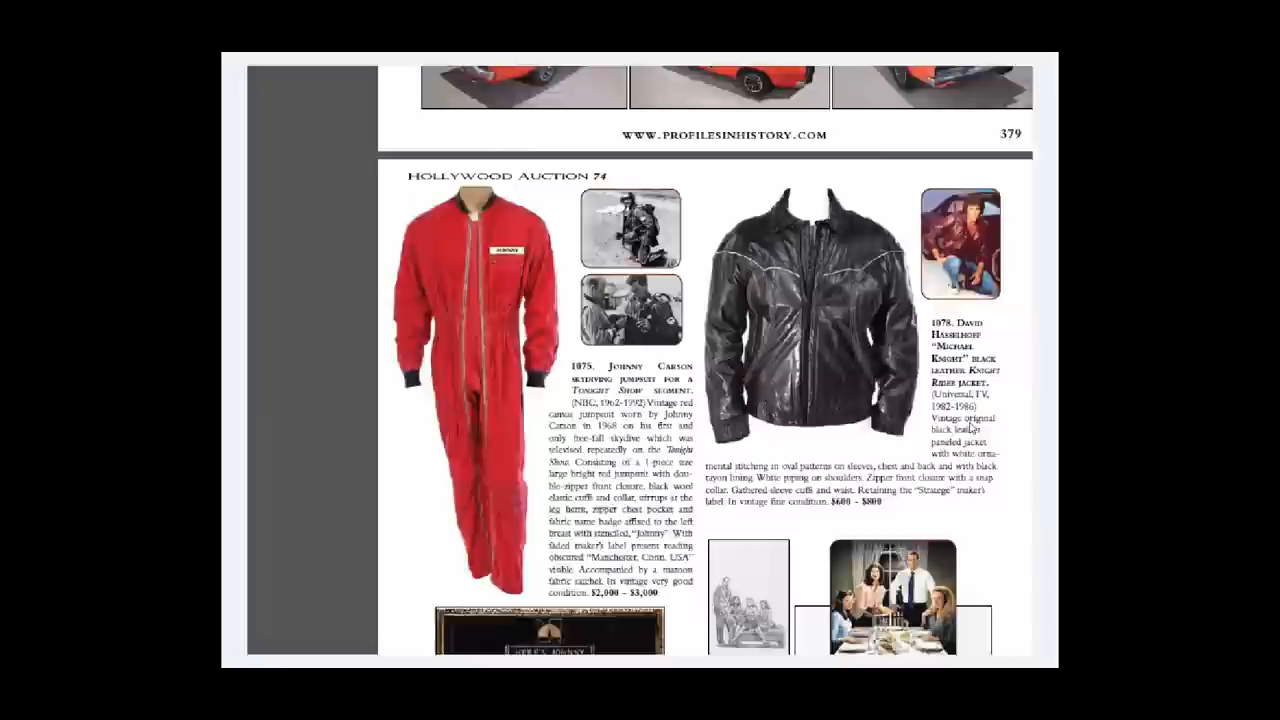 WWW.PROFILESINHISTORY.COM
379
HOLLYWOOD AUCTION 74
1075. JOHNNY CARSON
SKYDIVING JUMPSUIT FOR A
TONIGHT SHOW SEGMENT.
(NBC, 1962-1992) Vintage red
canvas jumpsuit worn by Johnny
Carson in 1968 on his first and
only free-fall skydive which was
televised repeatedly on the Tonight
Show. Consisting of a 1-piece size
large bright red jumpsuit with dou-
ble-zipper front closure, black wool
elastic cuffs and collar, stirrups at the
leg hems, zipper chest pocket and
fabric name badge affixed to the left
breast with stenciled, "Johnny" With
faded maker's label present reading
obscured "Manchester, Conn. USA"
visible. Accompanied by a maroon
fabric satchel. In vintage very good
condition. $2,000 – $3,000
1078. DAVID
HASSELHOFF
"MICHAEL
KNIGHT" BLACK
LEATHER KNIGHT
RIDER JACKET.
(Universal, TV,
1982-1986)
Vintage original
black leather
paneled jacket
with white orna-
mental stitching in oval patterns on sleeves, chest and back and with black
rayon lining. White piping on shoulders. Zipper front closure with a snap
collar. Gathered sleeve cuffs and waist. Retaining the "Stratege" maker's
label. In vintage fine condition. $600 – $800
HERE'S JOHNNY